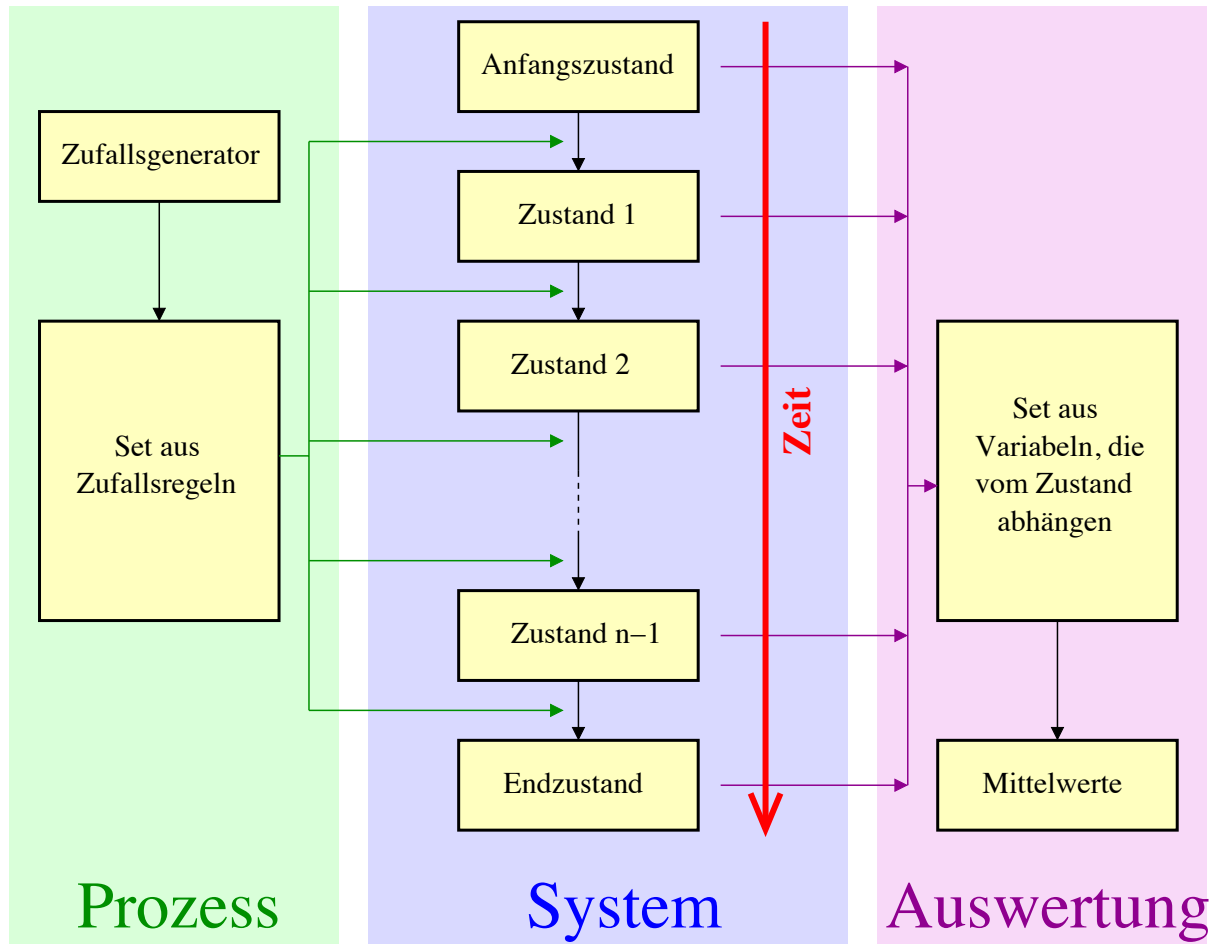 Zufallsgenerator
Set aus
Zufallsregeln
Prozess
Anfangszustand
Zustand 1
Zustand 2
Zustand n−1
Endzustand
Zeit
System
Set aus
Variabeln, die
vom Zustand
abhängen
Mittelwerte
Auswertung